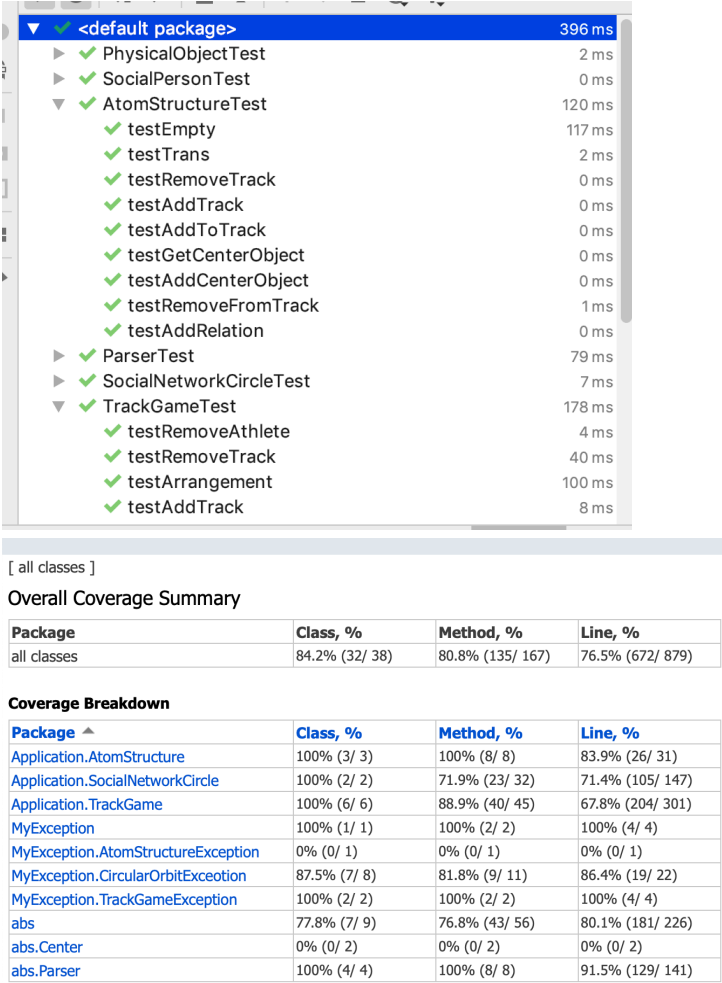 <default package> 396 ms
PhysicalObjectTest 2 ms
SocialPersonTest 0 ms
AtomStructureTest 120 ms
testEmpty 117 ms
testTrans 2 ms
testRemoveTrack 0 ms
testAddTrack 0 ms
testAddToTrack 0 ms
testGetCenterObject 0 ms
testAddCenterObject 0 ms
testRemoveFromTrack 1 ms
testAddRelation 0 ms
ParserTest 79 ms
SocialNetworkCircleTest 7 ms
TrackGameTest 178 ms
testRemoveAthlete 4 ms
testRemoveTrack 40 ms
testArrangement 100 ms
testAddTrack 8 ms
[ all classes ]
Overall Coverage Summary
Package Class, % Method, % Line, %
all classes 84.2% (32/ 38) 80.8% (135/ 167) 76.5% (672/ 879)
Coverage Breakdown
Package Class, % Method, % Line, %
Application.AtomStructure 100% (3/ 3) 100% (8/ 8) 83.9% (26/ 31)
Application.SocialNetworkCircle 100% (2/ 2) 71.9% (23/ 32) 71.4% (105/ 147)
Application.TrackGame 100% (6/ 6) 88.9% (40/ 45) 67.8% (204/ 301)
MyException 100% (1/ 1) 100% (2/ 2) 100% (4/ 4)
MyException.AtomStructureException 0% (0/ 1) 0% (0/ 1) 0% (0/ 1)
MyException.CircularOrbitExceotion 87.5% (7/ 8) 81.8% (9/ 11) 86.4% (19/ 22)
MyException.TrackGameException 100% (2/ 2) 100% (2/ 2) 100% (4/ 4)
abs 77.8% (7/ 9) 76.8% (43/ 56) 80.1% (181/ 226)
abs.Center 0% (0/ 2) 0% (0/ 2) 0% (0/ 2)
abs.Parser 100% (4/ 4) 100% (8/ 8) 91.5% (129/ 141)